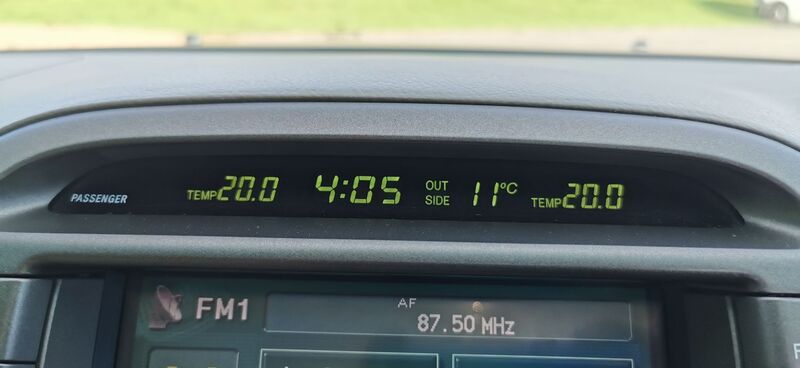 PASSENGER TEMP 20.0 4:05 OUT SIDE 11°C TEMP 20.0
FM1 AF
87.50 MHz